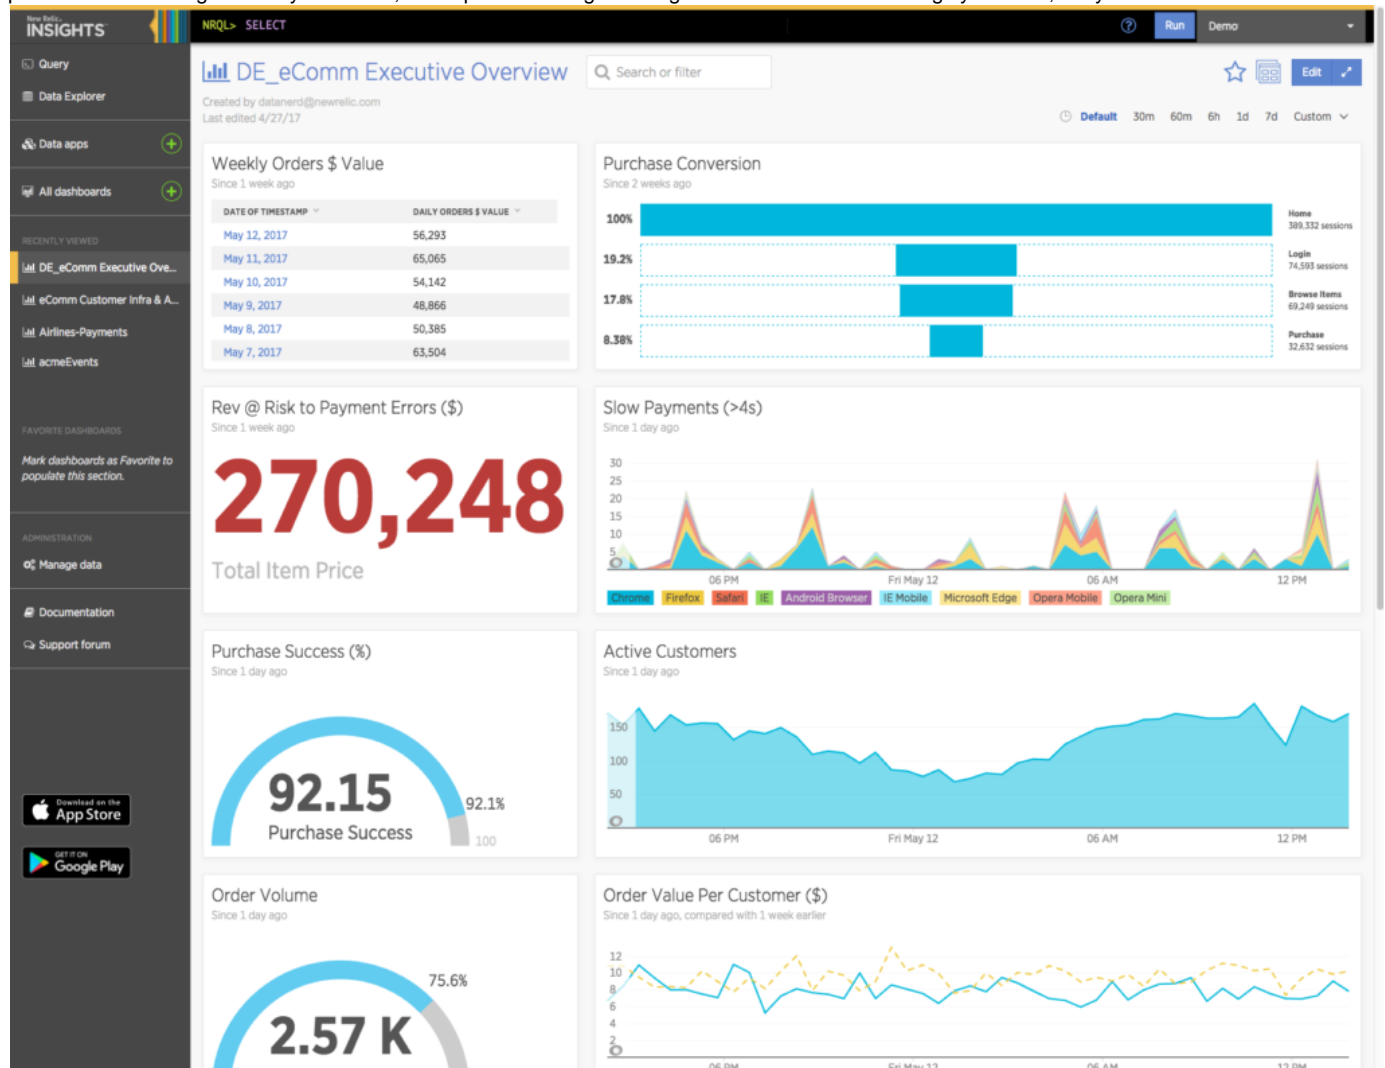 New Relic.
INSIGHTS
NRQL> SELECT
?
Run
Demo
Query
Data Explorer
Data apps
All dashboards
RECENTLY VIEWED
DE_eComm Executive Ove...
eComm Customer Infra & A...
Airlines-Payments
acmeEvents
FAVORITE DASHBOARDS
Mark dashboards as Favorite to
populate this section.
ADMINISTRATION
Manage data
Documentation
Support forum
Download on the
App Store
GET IT ON
Google Play
DE_eComm Executive Overview
Search or filter
Edit
Created by datanerd@newrelic.com
Last edited 4/27/17
Default 30m 60m 6h 1d 7d Custom
Weekly Orders $ Value
Since 1 week ago
DATE OF TIMESTAMP DAILY ORDERS $ VALUE
May 12, 2017 56,293
May 11, 2017 65,065
May 10, 2017 54,142
May 9, 2017 48,866
May 8, 2017 50,385
May 7, 2017 63,504
Purchase Conversion
Since 2 weeks ago
100%
Home
389,332 sessions
19.2%
Login
74,593 sessions
17.8%
Browse Items
69,249 sessions
8.38%
Purchase
32,632 sessions
Rev @ Risk to Payment Errors ($)
Since 1 week ago
270,248
Total Item Price
Slow Payments (>4s)
Since 1 day ago
30
25
20
15
10
5
06 PM Fri May 12 06 AM 12 PM
Chrome Firefox Safari IE Android Browser IE Mobile Microsoft Edge Opera Mobile Opera Mini
Purchase Success (%)
Since 1 day ago
92.15
Purchase Success
92.1%
100
Active Customers
Since 1 day ago
150
100
50
06 PM Fri May 12 06 AM 12 PM
Order Volume
Since 1 day ago
75.6%
2.57 K
Order Value Per Customer ($)
Since 1 day ago, compared with 1 week earlier
12
10
8
6
4
2
06 PM Fri May 12 06 AM 12 PM